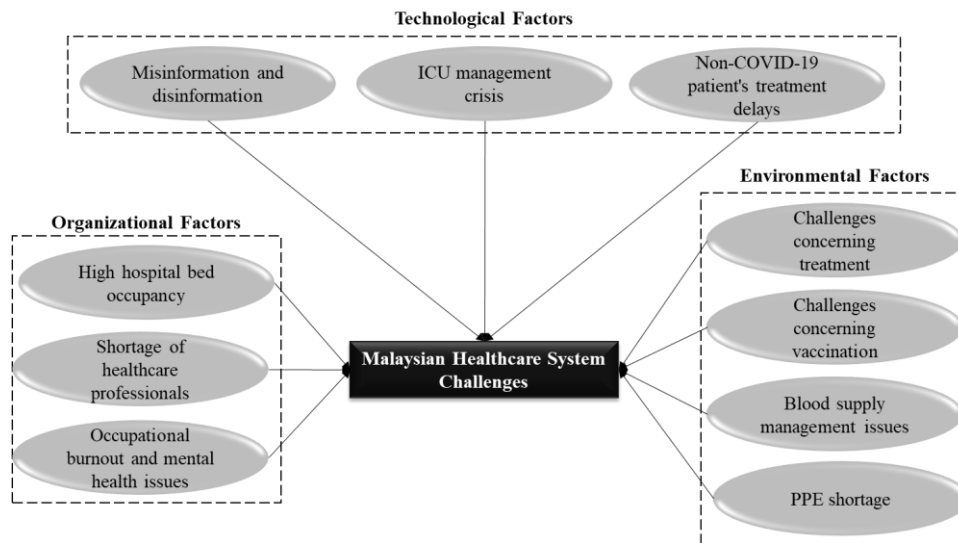 Technological Factors
Misinformation and
disinformation
ICU management
crisis
Non-COVID-19
patient's treatment
delays
Organizational Factors
High hospital bed
occupancy
Shortage of
healthcare
professionals
Occupational
burnout and mental
health issues
Malaysian Healthcare System
Challenges
Environmental Factors
Challenges
concerning
treatment
Challenges
concerning
vaccination
Blood supply
management issues
PPE shortage